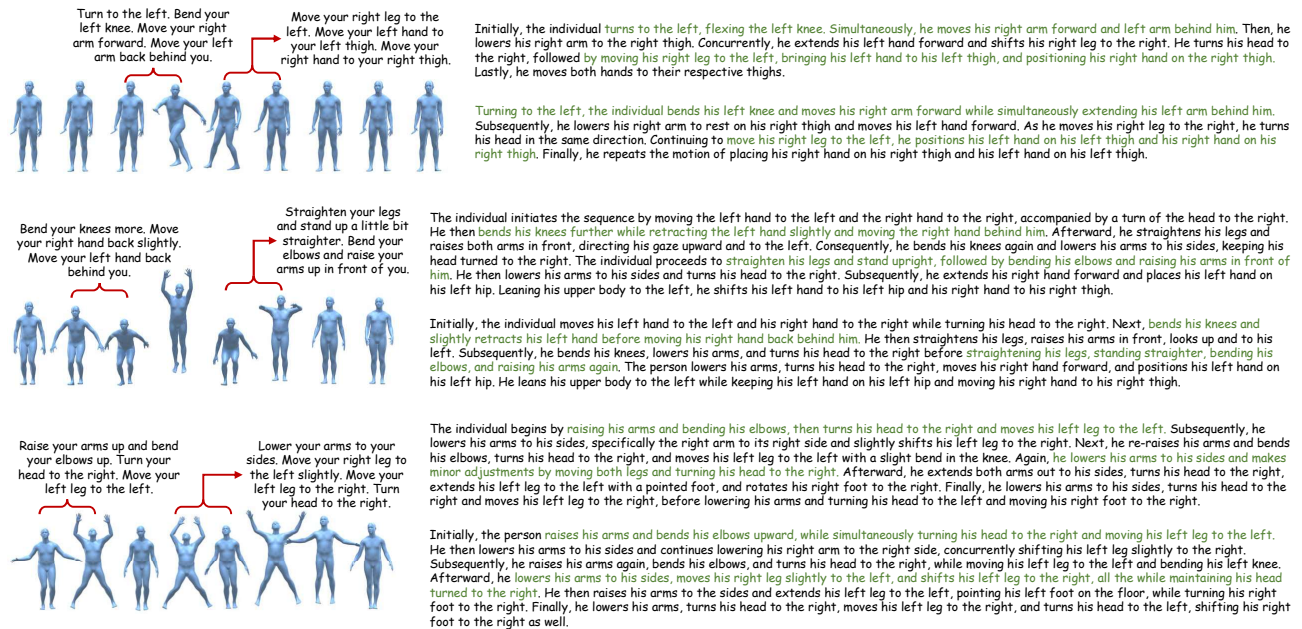 Turn to the left. Bend your
left knee. Move your right
arm forward. Move your left
arm back behind you.
Move your right leg to the
left. Move your left hand to
your left thigh. Move your
right hand to your right thigh.
Initially, the individual turns to the left, flexing the left knee. Simultaneously, he moves his right arm forward and left arm behind him. Then, he
lowers his right arm to the right thigh. Concurrently, he extends his left hand forward and shifts his right leg to the right. He turns his head to
the right, followed by moving his right leg to the left, bringing his left hand to his left thigh, and positioning his right hand on the right thigh.
Lastly, he moves both hands to their respective thighs.
Turning to the left, the individual bends his left knee and moves his right arm forward while simultaneously extending his left arm behind him.
Subsequently, he lowers his right arm to rest on his right thigh and moves his left hand forward. As he moves his right leg to the right, he turns
his head in the same direction. Continuing to move his right leg to the left, he positions his left hand on his left thigh and his right hand on his
right thigh. Finally, he repeats the motion of placing his right hand on his right thigh and his left hand on his left thigh.
Bend your knees more. Move
your right hand back slightly.
Move your left hand back
behind you.
Straighten your legs
and stand up a little bit
straighter. Bend your
elbows and raise your
arms up in front of you.
The individual initiates the sequence by moving the left hand to the left and the right hand to the right, accompanied by a turn of the head to the right.
He then bends his knees further while retracting the left hand slightly and moving the right hand behind him. Afterward, he straightens his legs and
raises both arms in front, directing his gaze upward and to the left. Consequently, he bends his knees again and lowers his arms to sides, keeping his
head turned to the right. The individual proceeds to straighten his legs and stand upright, followed by bending his elbows and raising his arms in front of
him. He then lowers his arms to his sides and turns his head to the right. Subsequently, he extends his right hand forward and places his left hand on
his left hip. Leaning his upper body to the left, he shifts his left hand to his left hip and his right hand to his right thigh.
Initially, the individual moves his left hand to the left and his right hand to the right while turning his head to the right. Next, bends his knees and
slightly retracts his left hand before moving his right hand back behind him. He then straightens his legs, raises his arms in front, looks up and to his
left. Subsequently, he bends his knees, lowers his arms, and turns his head to the right before straightening his legs, standing straighter, bending his
elbows, and raising his arms again. The person lowers his arms, turns his head to the right, moves his right hand forward, and positions his left hand on
his left hip. He leans his upper body to the left while keeping his left hand on his left hip and moving his right hand to his right thigh.
Raise your arms up and bend
your elbows up. Turn your
head to the right. Move your
left leg to the left.
Lower your arms to your
sides. Move your right leg to
the left slightly. Move your
left leg to the right. Turn
your head to the right.
The individual begins by raising his arms and bending his elbows, then turns his head to the right and moves his left leg to the left. Subsequently, he
lowers his arms to his sides, specifically the right arm to its right side and slightly shifts his left leg to the right. Next, he re-raises his arms and bends
his elbows, turns his head to the right, and moves his left leg to the left with a slight bend in the knee. Again, he lowers his arms to his sides and makes
minor adjustments by moving both legs and turning his head to the right. Afterward, he extends both arms out to his sides, turns his head to the right,
extends his left leg to the left with a pointed foot, and rotates his right foot to the right. Finally, he lowers his arms to his sides, turns his head to the
right and moves his left leg to the right, before lowering his arms and turning his head to the left and moving his right foot to the right.
Initially, the person raises his arms and bends his elbows upward, while simultaneously turning his head to the right and moving his left leg to the left.
He then lowers his arms to his sides and continues lowering his right arm to the right side, concurrently shifting his left leg slightly to the right.
Subsequently, he raises his arms again, bends his elbows, and turns his head to the right, while moving his left leg to the left and bending his left knee.
Afterward, he lowers his arms to his sides, moves his right leg slightly to the left, and shifts his left leg to the right, all the while maintaining his head
turned to the right. He then raises his arms to the sides and extends his left leg to the left, pointing his left foot on the floor, while turning his right
foot to the right. Finally, he lowers his arms, turns his head to the right, moves his left leg to the right, and turns his head to the left, shifting his right
foot to the right as well.